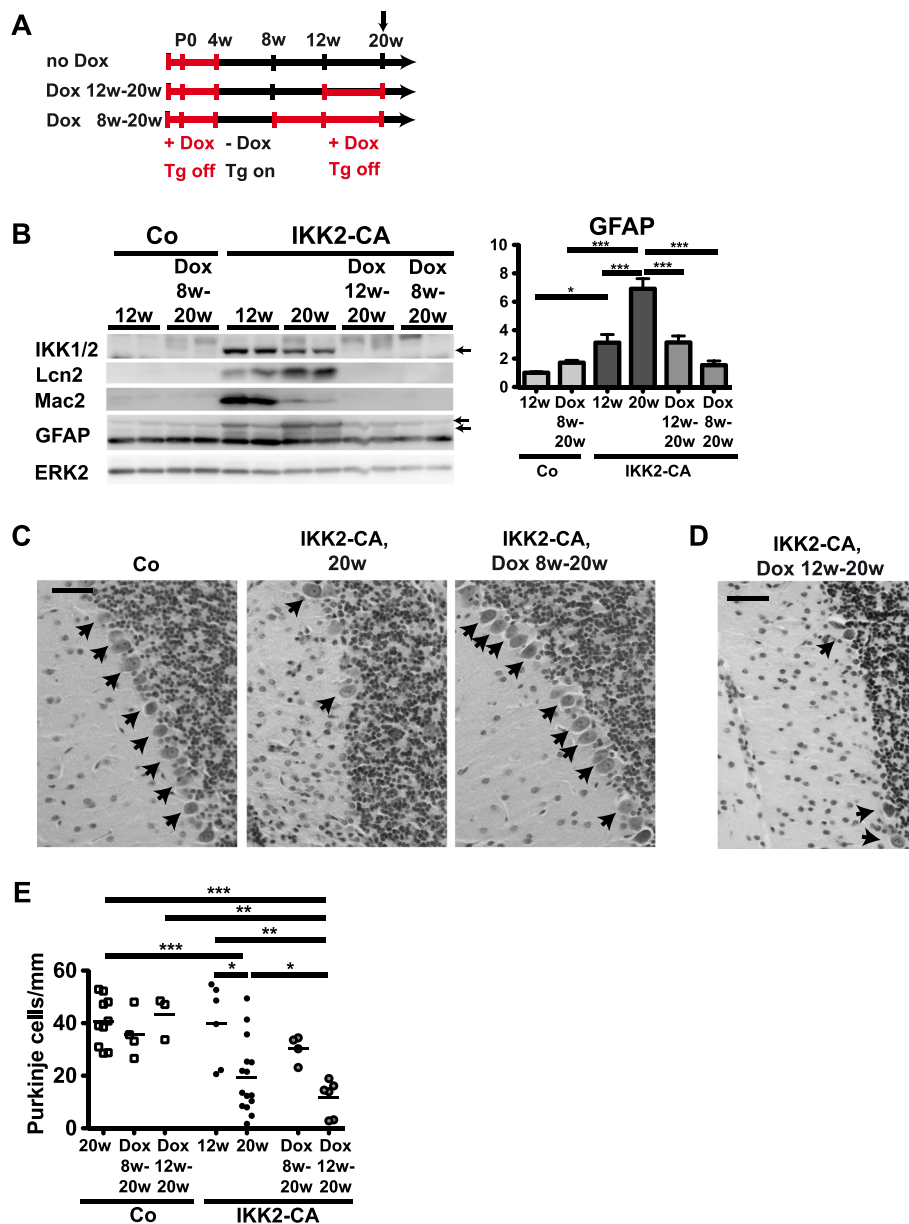 A
P0 4w 8w 12w 20w
no Dox
Dox 12w-20w
Dox 8w-20w
+ Dox - Dox + Dox
Tg off Tg on Tg off
B
Co IKK2-CA
Dox Dox Dox
8w- 12w- 8w-
12w 20w 12w 20w 20w 20w
IKK1/2
Lcn2
Mac2
GFAP
ERK2
GFAP
10
8
6
4
2
0
*** ***
*** ***
*
12w Dox 12w 20w Dox Dox
8w- 12w- 8w-
20w 20w 20w
Co IKK2-CA
C
Co
IKK2-CA,
20w
IKK2-CA,
Dox 8w-20w
D
IKK2-CA,
Dox 12w-20w
E
***
**
**
***
* *
Purkinje cells/mm
60
40
20
0
20w Dox Dox 12w 20w Dox Dox
8w- 12w- 8w- 12w-
20w 20w 20w 20w
Co IKK2-CA